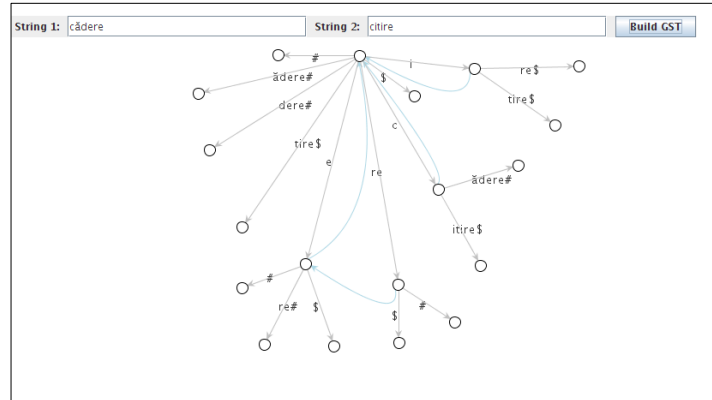 String 1: cădere String 2: citire Build GST
# i
re$
ădere# $
dere# tire$
c
tire$
e re
ădere#
itire$
#
re# $ $ #